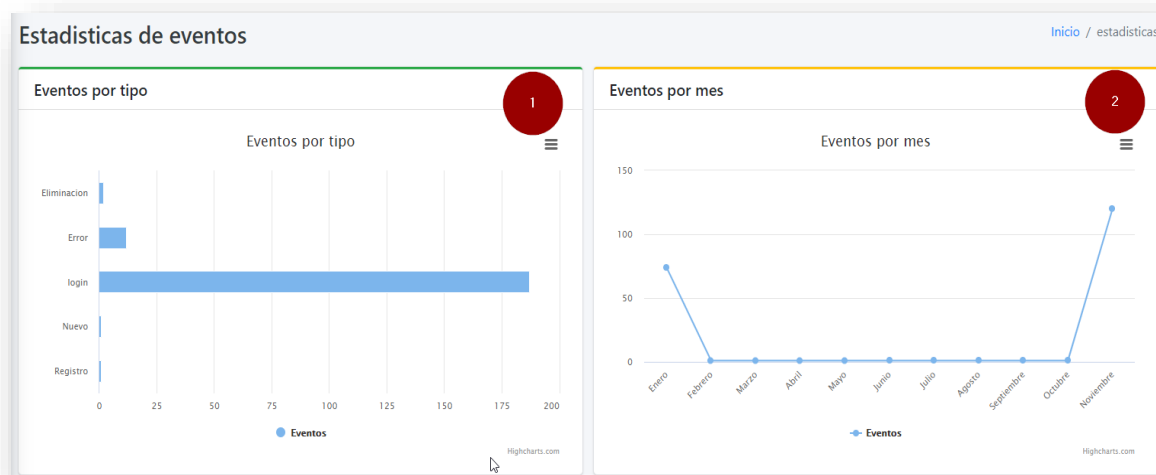 Estadisticas de eventos
Inicio / estadisticas
Eventos por tipo
1
Eventos por tipo
Eliminacion
Error
login
Nuevo
Registro
0 25 50 75 100 125 150 175 200
Eventos
Highcharts.com
Eventos por mes
2
Eventos por mes
150
100
50
0
Enero Febrero Marzo Abril Mayo Junio Julio Agosto Septiembre Octubre Noviembre
Eventos
Highcharts.com